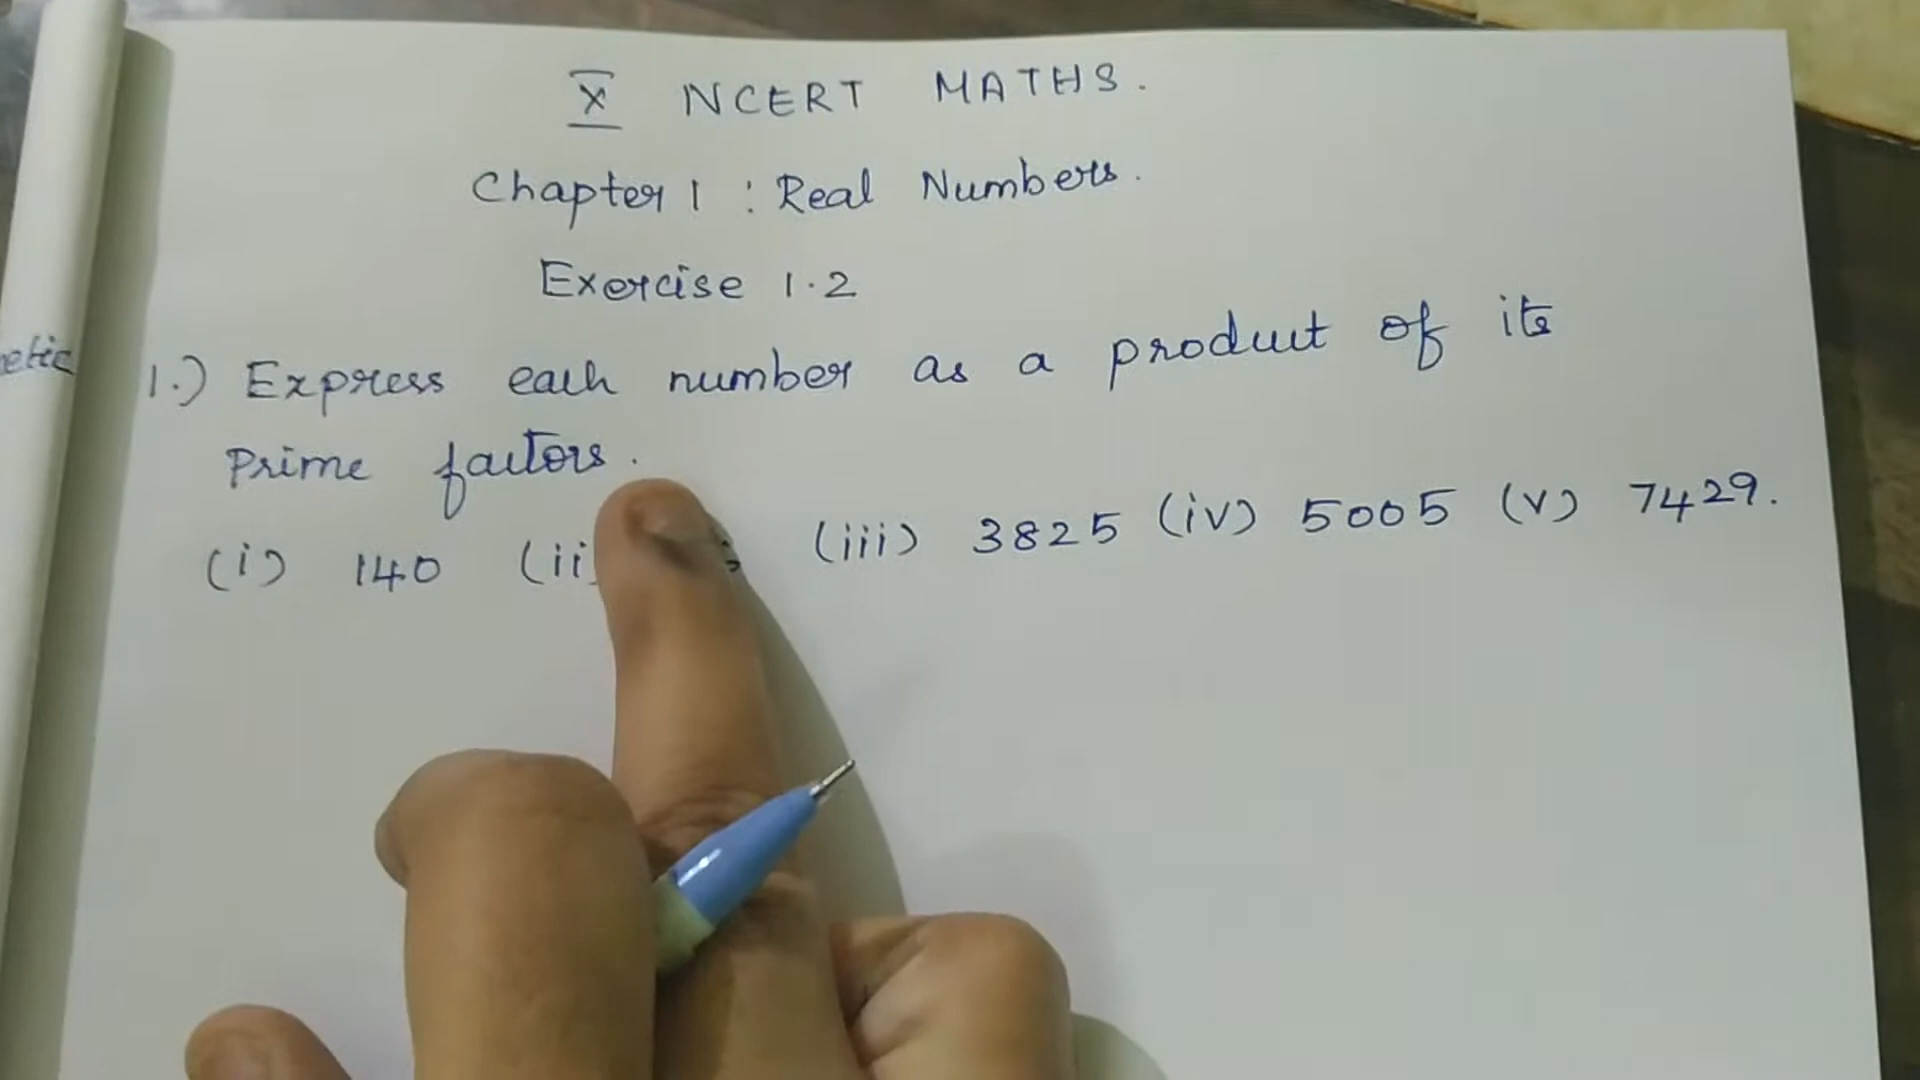 X NCERT MATHS.
Chapter 1 : Real Numbers.
Exercise 1.2
1.) Express each number as a product of its
Prime factors.
(i) 140 (ii) (iii) 3825 (iv) 5005 (v) 7429.